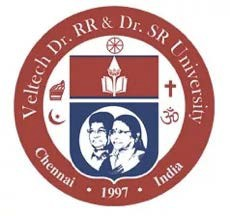 Veltech Dr. RR & Dr. SR University
Chennai • 1997 • India
ॐ